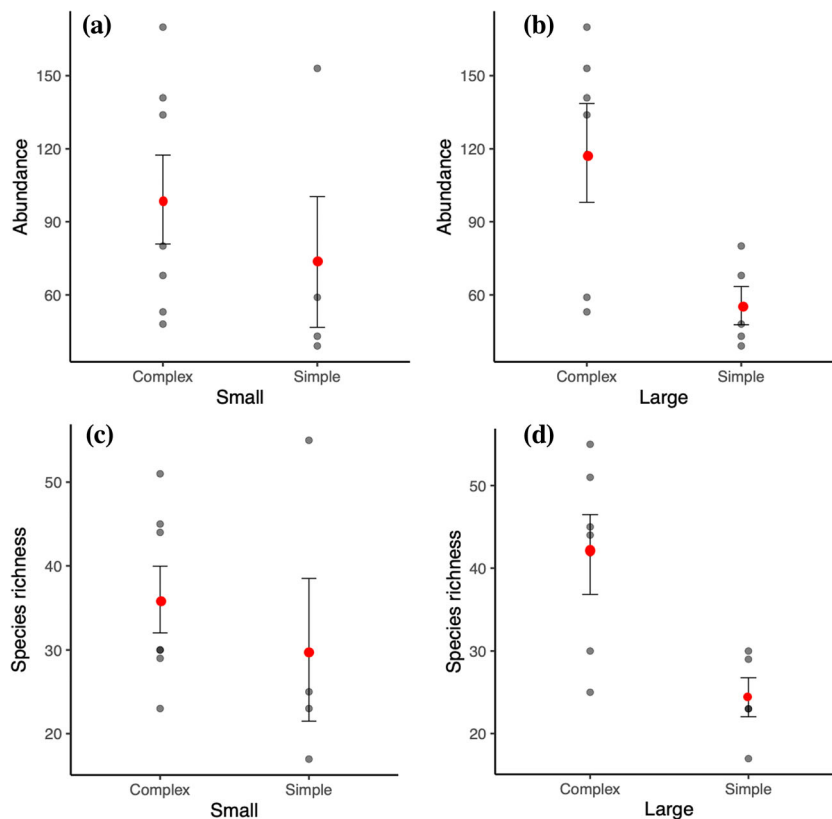 (a)
Abundance
150
120
90
60
Complex
Simple
Small
(b)
Abundance
150
120
90
60
Complex
Simple
Large
(c)
Species richness
50
40
30
20
Complex
Simple
Small
(d)
Species richness
50
40
30
20
Complex
Simple
Large